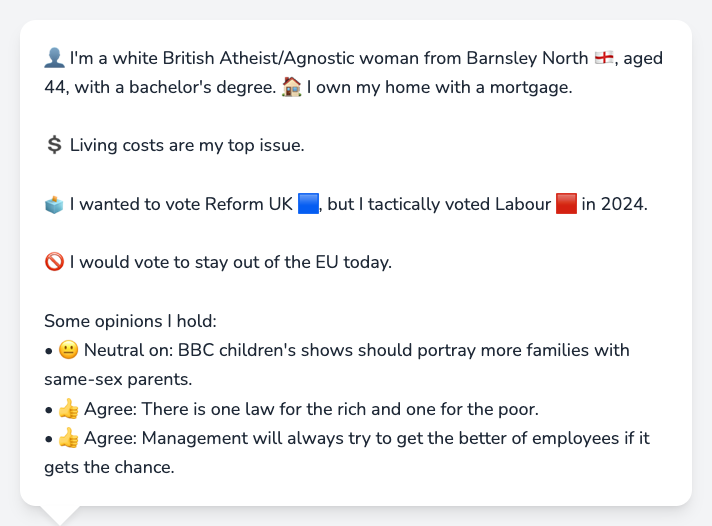 👤 I'm a white British Atheist/Agnostic woman from Barnsley North 🏴󠁧󠁢󠁥󠁮󠁧󠁿, aged
44, with a bachelor's degree. 🏠 I own my home with a mortgage.
💲 Living costs are my top issue.
🗳️ I wanted to vote Reform UK 🟦, but I tactically voted Labour 🟥 in 2024.
🚫 I would vote to stay out of the EU today.
Some opinions I hold:
• 😐 Neutral on: BBC children's shows should portray more families with
same-sex parents.
• 👍 Agree: There is one law for the rich and one for the poor.
• 👍 Agree: Management will always try to get the better of employees if it
gets the chance.